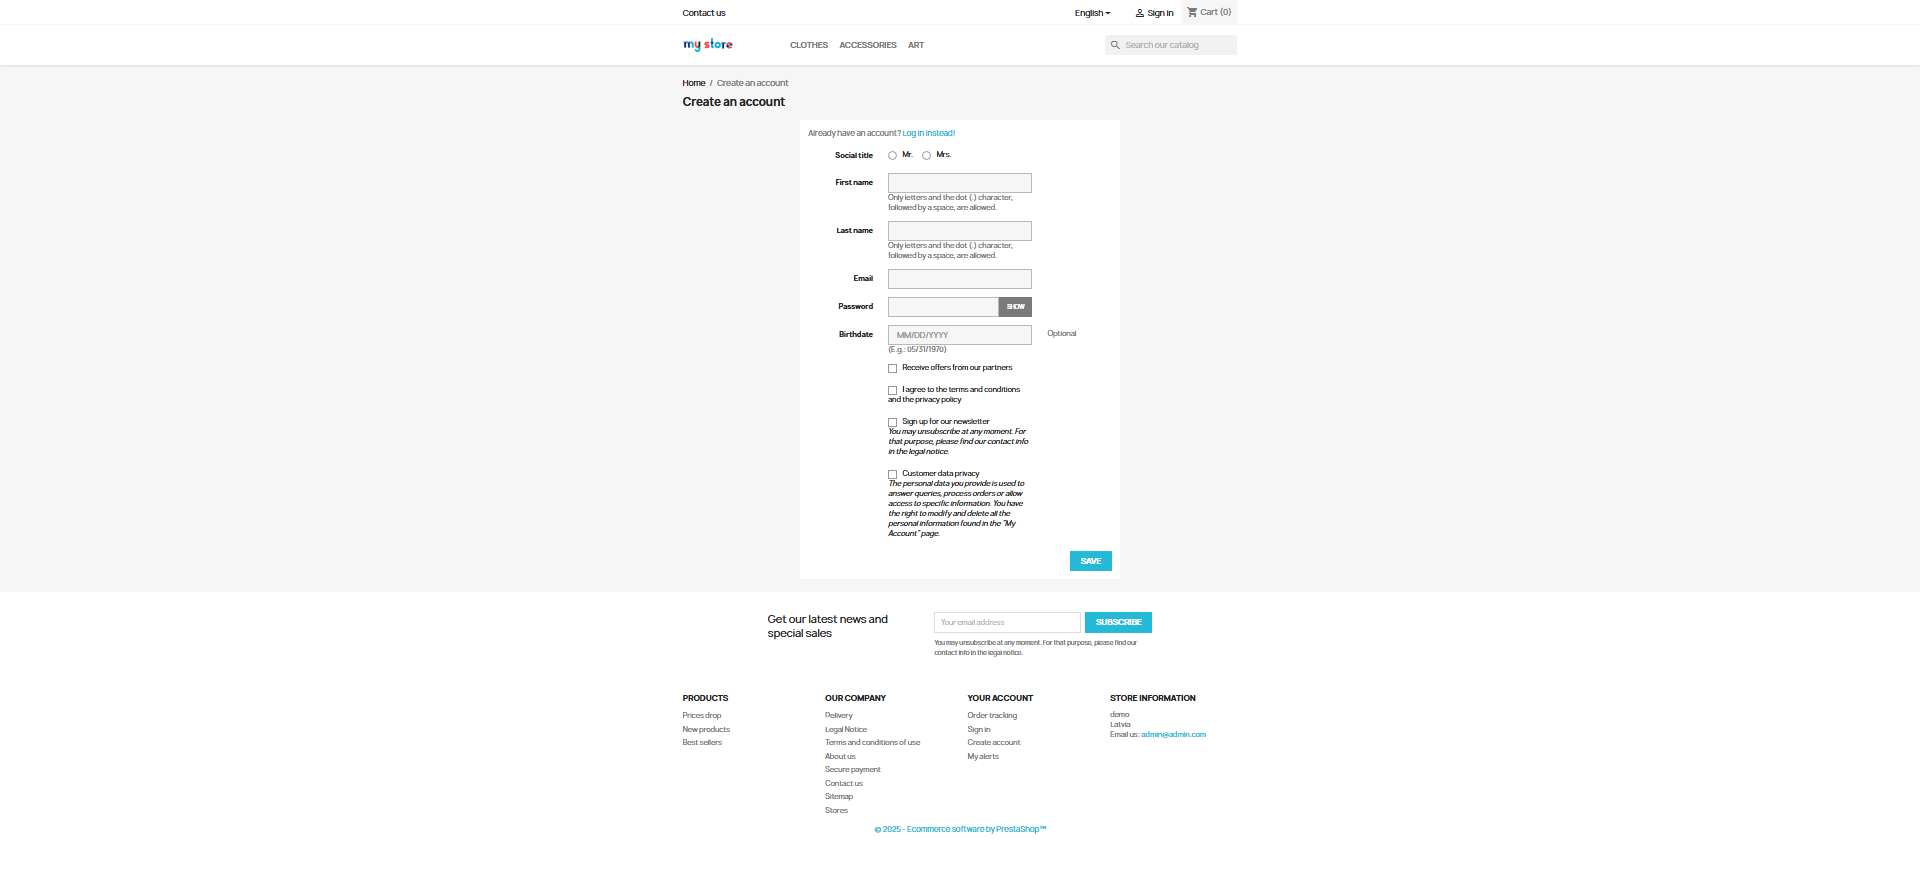 Contact us
English
Sign in
Cart (0)
my store
CLOTHES
ACCESSORIES
ART
Search our catalog
Home / Create an account
Create an account
Already have an account? Log in instead!
Social title
Mr.
Mrs.
First name
Only letters and the dot (.) character,
followed by a space, are allowed.
Last name
Only letters and the dot (.) character,
followed by a space, are allowed.
Email
Password
SHOW
Birthdate
MM/DD/YYYY
Optional
(E.g.: 05/31/1970)
Receive offers from our partners
I agree to the terms and conditions
and the privacy policy
Sign up for our newsletter
You may unsubscribe at any moment. For
that purpose, please find our contact info
in the legal notice.
Customer data privacy
The personal data you provide is used to
answer queries, process orders or allow
access to specific information. You have
the right to modify and delete all the
personal information found in the "My
Account" page.
SAVE
Get our latest news and
special sales
Your email address
SUBSCRIBE
You may unsubscribe at any moment. For that purpose, please find our
contact info in the legal notice.
PRODUCTS
Prices drop
New products
Best sellers
OUR COMPANY
Delivery
Legal Notice
Terms and conditions of use
About us
Secure payment
Contact us
Sitemap
Stores
YOUR ACCOUNT
Order tracking
Sign in
Create account
My alerts
STORE INFORMATION
demo
Latvia
Email us: admin@admin.com
© 2025 - Ecommerce software by PrestaShop™